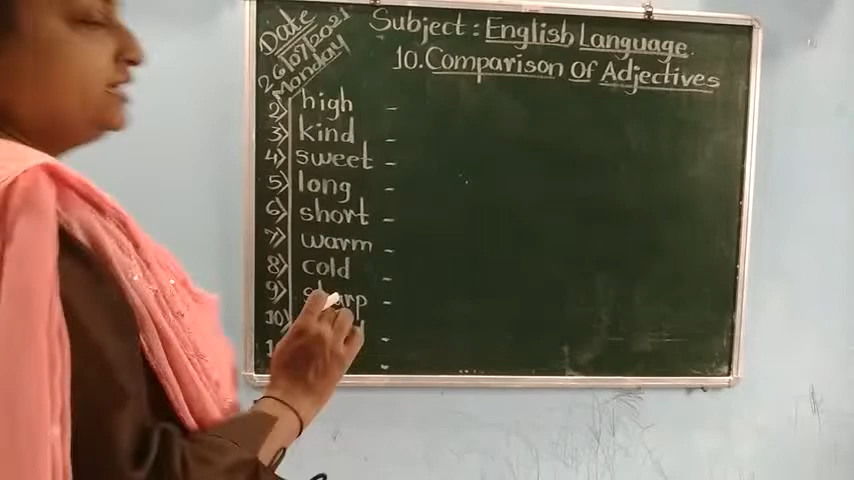 Date
26/07/2021
Monday
Subject : English Language
10. Comparison Of Adjectives
2) high -
3) kind -
4) sweet -
5) long -
6) short -
7) warm -
8) cold -
9) sharp -
10) -
-